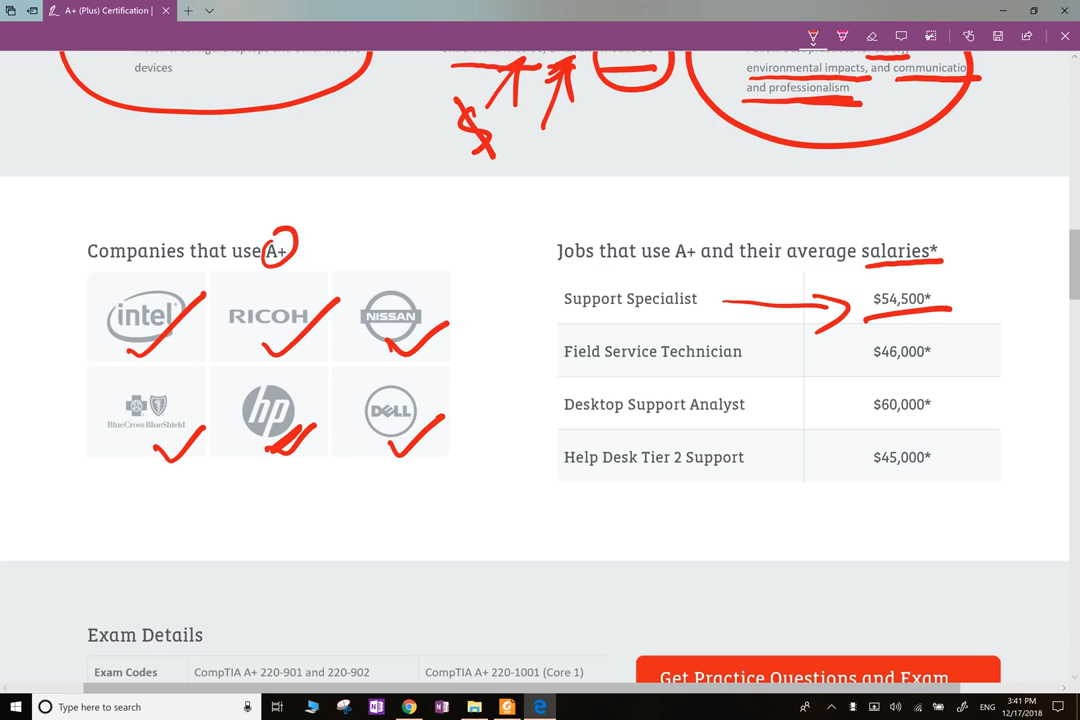 A+ (Plus) Certification |
devices
environmental impacts, and communicatio
and professionalism
$
Companies that use A+
intel
RICOH
NISSAN
BlueCross BlueShield
hp
DELL
Jobs that use A+ and their average salaries*
Support Specialist $54,500*
Field Service Technician $46,000*
Desktop Support Analyst $60,000*
Help Desk Tier 2 Support $45,000*
Exam Details
Exam Codes CompTIA A+ 220-901 and 220-902 CompTIA A+ 220-1001 (Core 1)
Get Practice Questions and Exam
Type here to search
ENG
3:41 PM
12/17/2018